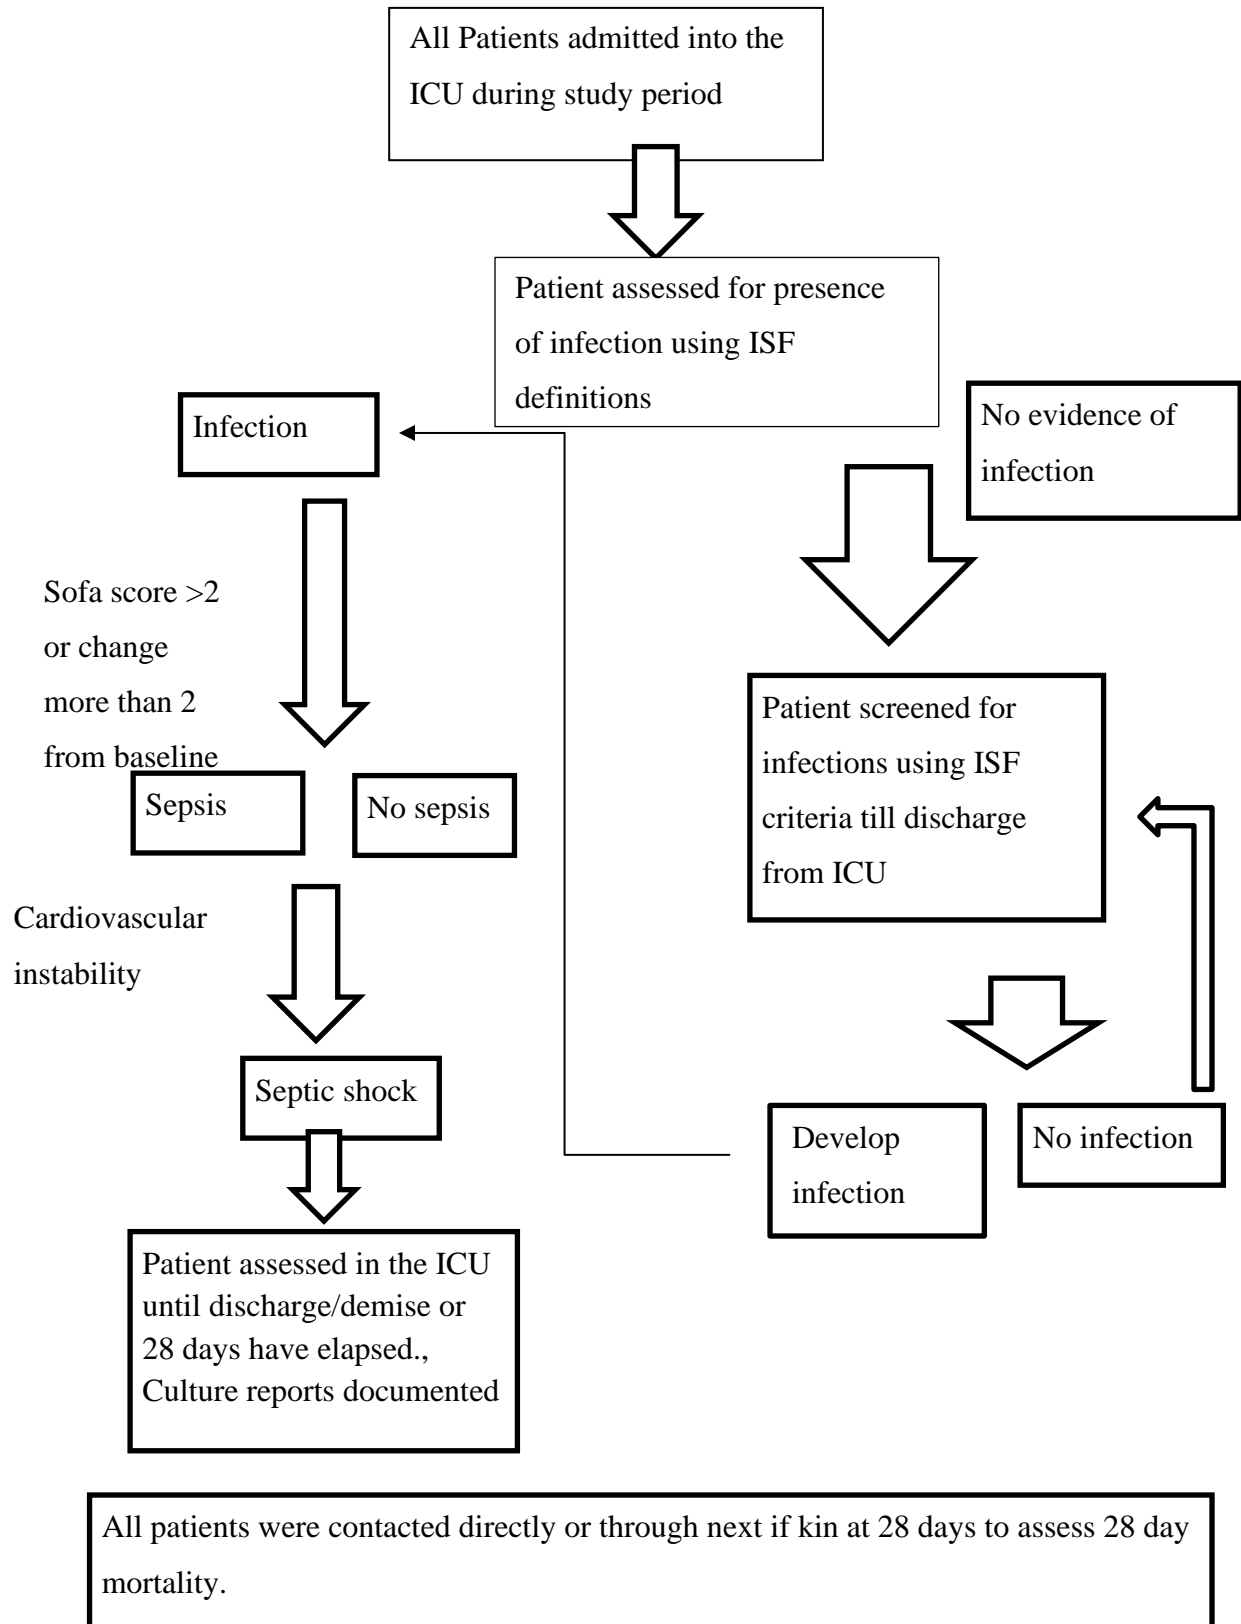 All Patients admitted into the
ICU during study period
Patient assessed for presence
of infection using ISF
definitions
Infection
No evidence of
infection
Sofa score >2
or change
more than 2
from baseline
Sepsis
No sepsis
Patient screened for
infections using ISF
criteria till discharge
from ICU
Cardiovascular
instability
Septic shock
Develop
infection
No infection
Patient assessed in the ICU
until discharge/demise or
28 days have elapsed.,
Culture reports documented
All patients were contacted directly or through next if kin at 28 days to assess 28 day
mortality.